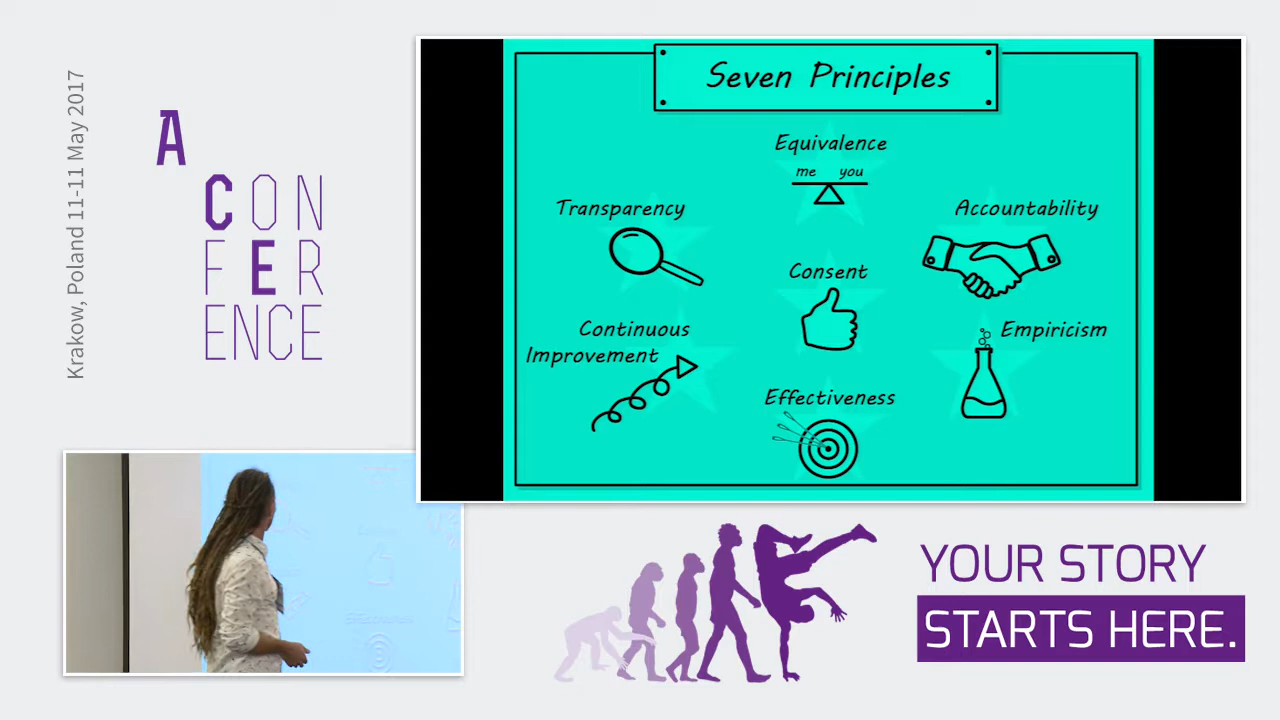 Krakow, Poland 11-11 May 2017
A
CON
FER
ENCE
Seven Principles
Equivalence
me you
Transparency
Accountability
Consent
Continuous
Improvement
Empiricism
Effectiveness
YOUR STORY
STARTS HERE.